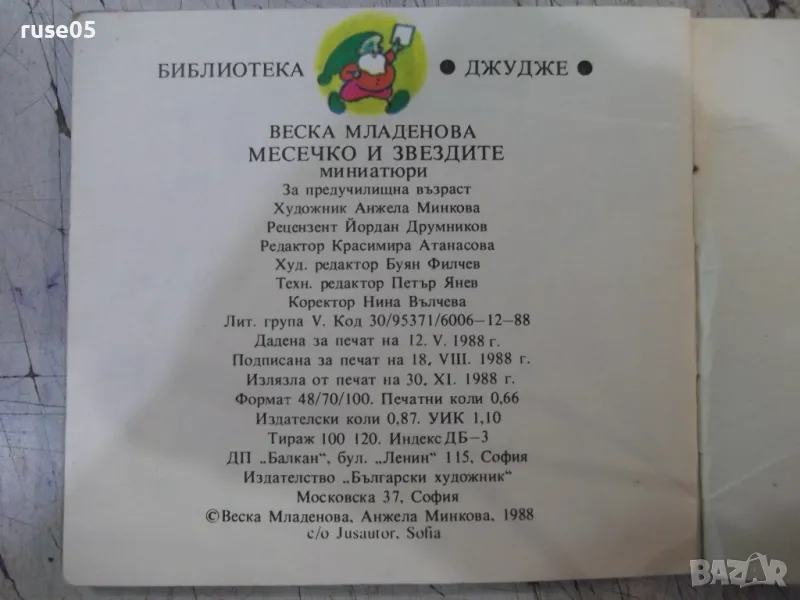 ruse05
БИБЛИОТЕКА ● ДЖУДЖЕ ●
ВЕСКА МЛАДЕНОВА
МЕСЕЧКО И ЗВЕЗДИТЕ
МИНИАТЮРИ
За предучилищна възраст
Художник Анжела Минкова
Рецензент Йордан Друмников
Редактор Красимира Атанасова
Худ. редактор Буян Филчев
Техн. редактор Петър Янев
Коректор Нина Вълчева
Лит. група V. Код 30/95371/6006–12–88
Дадена за печат на 12. V. 1988 г.
Подписана за печат на 18. VIII. 1988 г.
Излязла от печат на 30. XI. 1988 г.
Формат 48/70/100. Печатни коли 0,66
Издателски коли 0,87. УИК 1,10
Тираж 100 120. Индекс ДБ–3
ДП „Балкан“, бул. „Ленин“ 115, София
Издателство „Български художник“
Московска 37, София
©Веска Младенова, Анжела Минкова, 1988
c/o Jusautor, Sofia
BAZAR